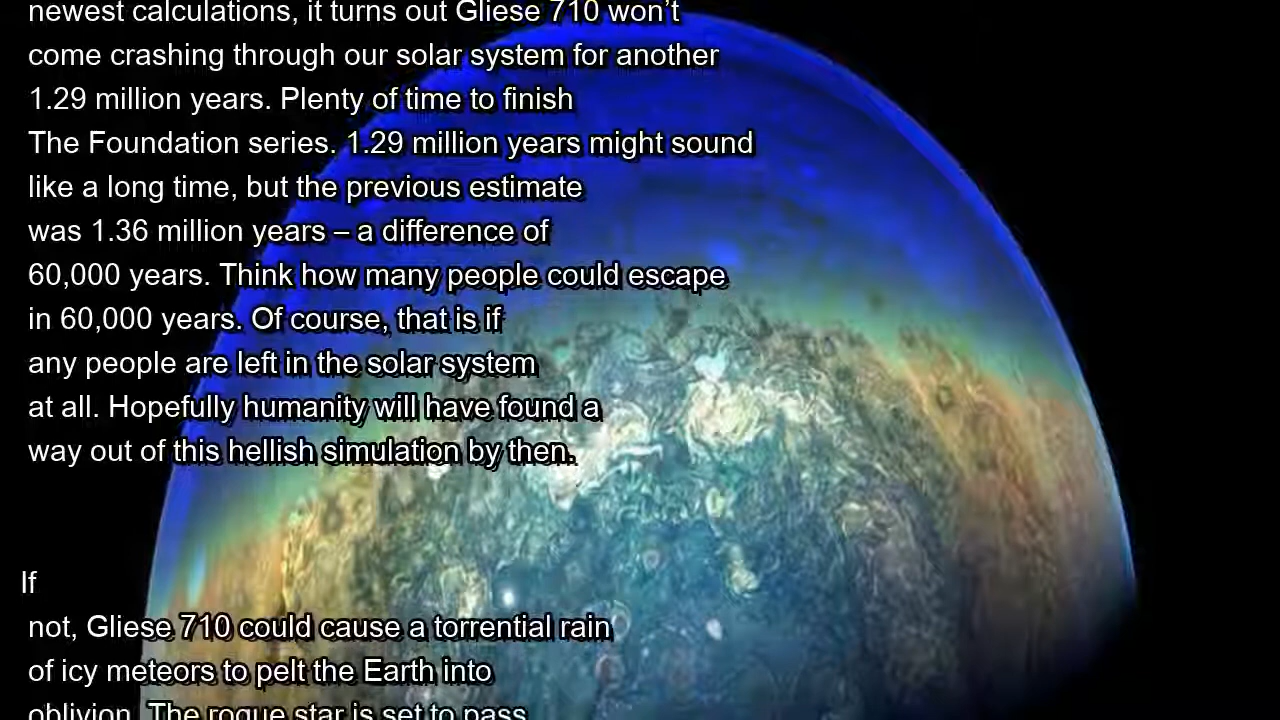 newest calculations, it turns out Gliese 710 won’t
come crashing through our solar system for another
1.29 million years. Plenty of time to finish
The Foundation series. 1.29 million years might sound
like a long time, but the previous estimate
was 1.36 million years – a difference of
60,000 years. Think how many people could escape
in 60,000 years. Of course, that is if
any people are left in the solar system
at all. Hopefully humanity will have found a
way out of this hellish simulation by then.
If
not, Gliese 710 could cause a torrential rain
of icy meteors to pelt the Earth into
oblivion. The rogue star is set to pass